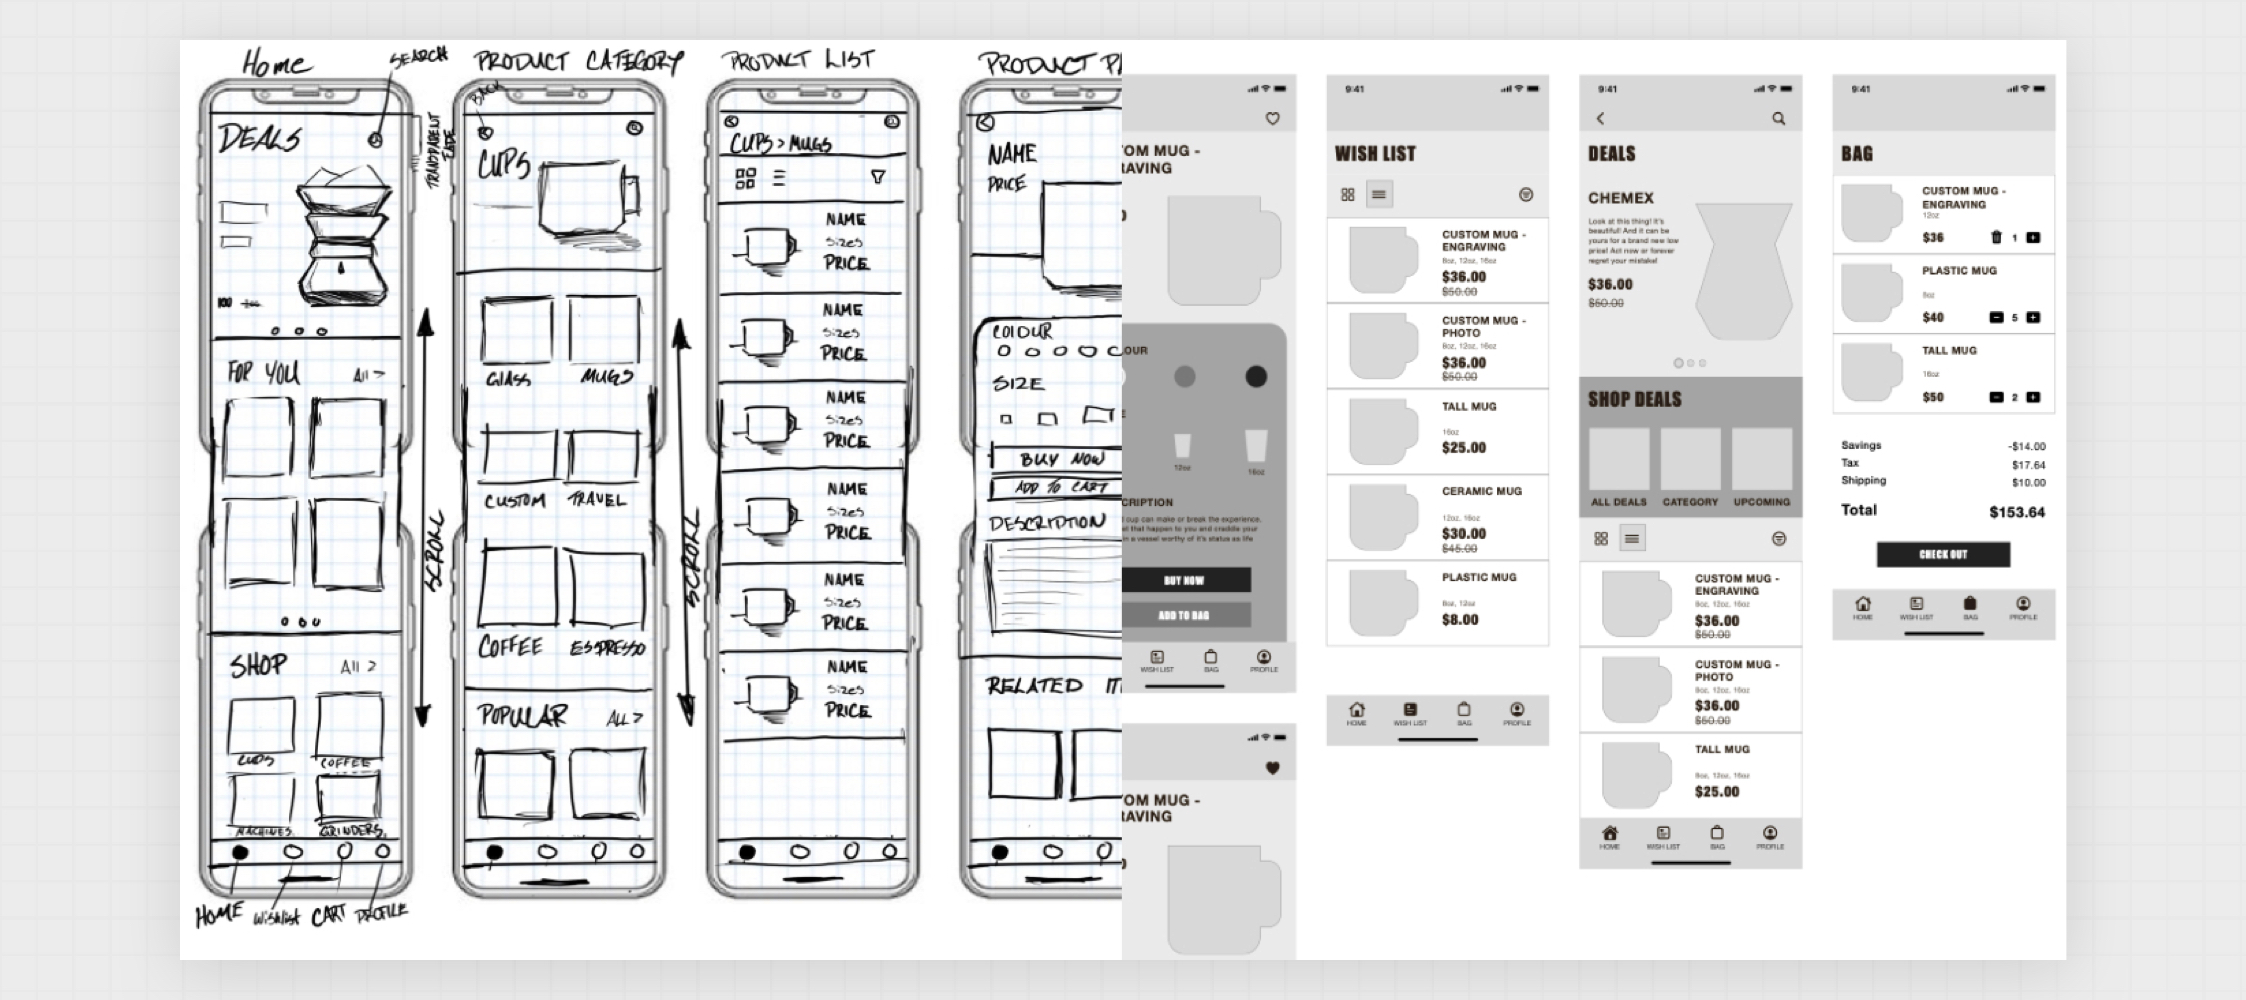 Home
SEARCH
DEALS
TRANSPARENT
FADE
FOR YOU
All >
SHOP
All >
CUPS
COFFEE
MACHINES
GRINDERS
HOME
Wishlist
CART
PROFILE
SCROLL
PRODUCT CATEGORY
BACK
CUPS
GLASS
MUGS
CUSTOM
TRAVEL
COFFEE
ESSPRESSO
POPULAR
ALL >
SCROLL
PRODUCT LIST
CUPS > MUGS
NAME
Sizes
PRICE
NAME
Sizes
PRICE
NAME
Sizes
PRICE
NAME
Sizes
PRICE
NAME
Sizes
PRICE
NAME
Sizes
PRICE
PRODUCT PA
NAME
PRICE
COLOUR
SIZE
BUY NOW
ADD TO CART
DESCRIPTION
RELATED IT
OM MUG -
RAVING
OUR
12oz
16oz
CRIPTION
cup can make or break the experience.
t that happen to you and craddle your
n a vessel worthy of it's status as life
BUY NOW
ADD TO BAG
WISH LIST
BAG
PROFILE
OM MUG -
RAVING
9:41
WISH LIST
CUSTOM MUG -
ENGRAVING
8oz, 12oz, 16oz
$36.00
$50.00
CUSTOM MUG -
PHOTO
8oz, 12oz, 16oz
$36.00
$50.00
TALL MUG
16oz
$25.00
CERAMIC MUG
12oz, 16oz
$30.00
$45.00
PLASTIC MUG
8oz, 12oz
$8.00
HOME
WISH LIST
BAG
PROFILE
9:41
DEALS
CHEMEX
Look at this thing! It's
beautiful! And it can be
yours for a brand new low
price! Act now or forever
regret your mistake!
$36.00
$50.00
SHOP DEALS
ALL DEALS
CATEGORY
UPCOMING
CUSTOM MUG -
ENGRAVING
8oz, 12oz, 16oz
$36.00
$50.00
CUSTOM MUG -
PHOTO
8oz, 12oz, 16oz
$36.00
$50.00
TALL MUG
8oz, 12oz, 16oz
$25.00
HOME
WISH LIST
BAG
PROFILE
9:41
BAG
CUSTOM MUG -
ENGRAVING
12oz
$36
1
PLASTIC MUG
8oz
$40
5
TALL MUG
16oz
$50
2
Savings -$14.00
Tax $17.64
Shipping $10.00
Total $153.64
CHECK OUT
HOME
WISH LIST
BAG
PROFILE